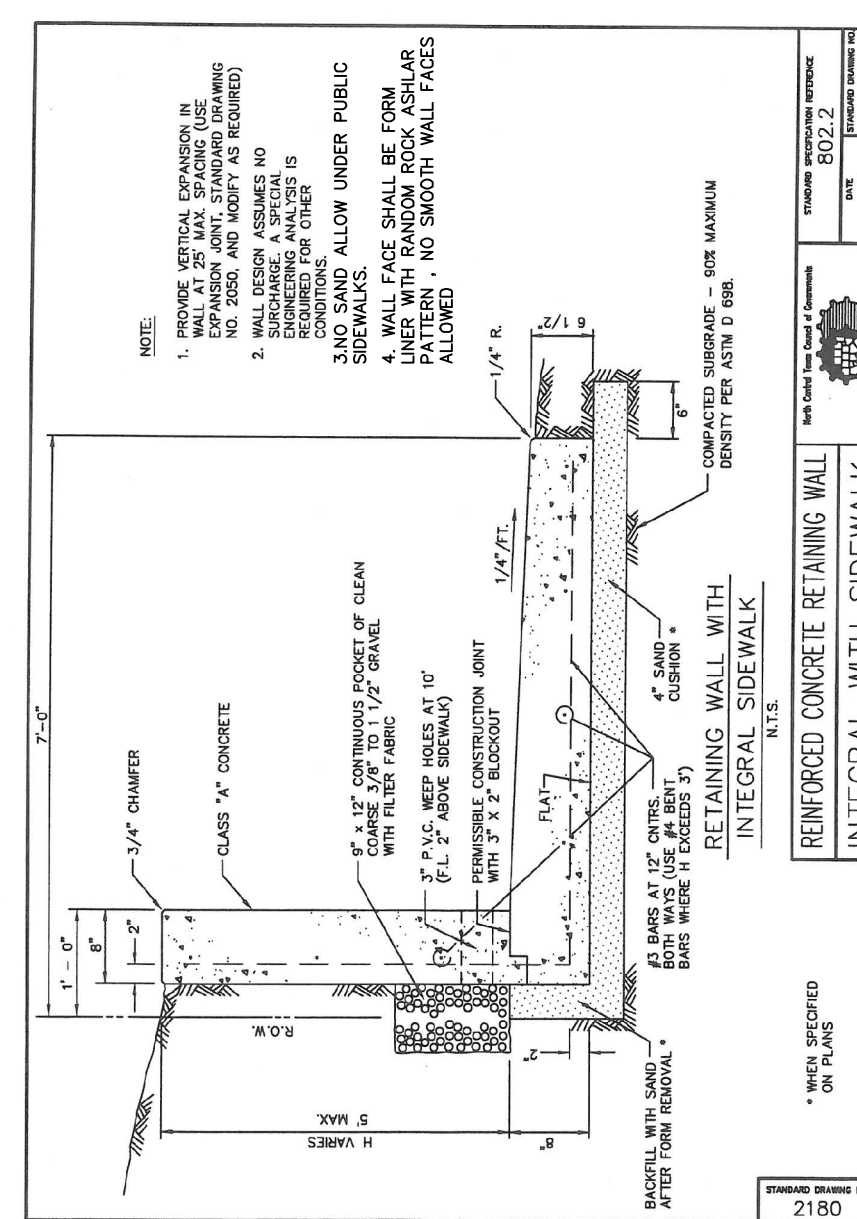 NOTE:
1. PROVIDE VERTICAL EXPANSION IN
WALL AT 25' MAX. SPACING (USE
EXPANSION JOINT, STANDARD DRAWING
NO. 2050, AND MODIFY AS REQUIRED)
2. WALL DESIGN ASSUMES NO
SURCHARGE. A SPECIAL
ENGINEERING ANALYSIS IS
REQUIRED FOR OTHER
CONDITIONS.
3.NO SAND ALLOW UNDER PUBLIC
SIDEWALKS.
4. WALL FACE SHALL BE FORM
LINER WITH RANDOM ROCK ASHLAR
PATTERN , NO SMOOTH WALL FACES
ALLOWED
7'-0"
1' - 0"
8"
2"
3/4" CHAMFER
CLASS "A" CONCRETE
R.O.W.
H VARIES
5' MAX.
9" x 12" CONTINUOUS POCKET OF CLEAN
COARSE 3/8" TO 1 1/2" GRAVEL
WITH FILTER FABRIC
3" P.V.C. WEEP HOLES AT 10'
(F.L. 2" ABOVE SIDEWALK)
PERMISSIBLE CONSTRUCTION JOINT
WITH 3" X 2" BLOCKOUT
1/4"/FT.
1/4" R.
6 1/2"
FLAT
2"
8"
6"
BACKFILL WITH SAND
AFTER FORM REMOVAL *
#3 BARS AT 12" CNTRS.
BOTH WAYS (USE #4 BENT
BARS WHERE H EXCEEDS 3')
4" SAND
CUSHION *
COMPACTED SUBGRADE - 90% MAXIMUM
DENSITY PER ASTM D 698.
RETAINING WALL WITH
INTEGRAL SIDEWALK
N.T.S.
* WHEN SPECIFIED
ON PLANS
REINFORCED CONCRETE RETAINING WALL
INTEGRAL WITH SIDEWALK
North Central Texas Council of Governments
STANDARD SPECIFICATION REFERENCE
802.2
DATE
STANDARD DRAWING NO.
STANDARD DRAWING
2180